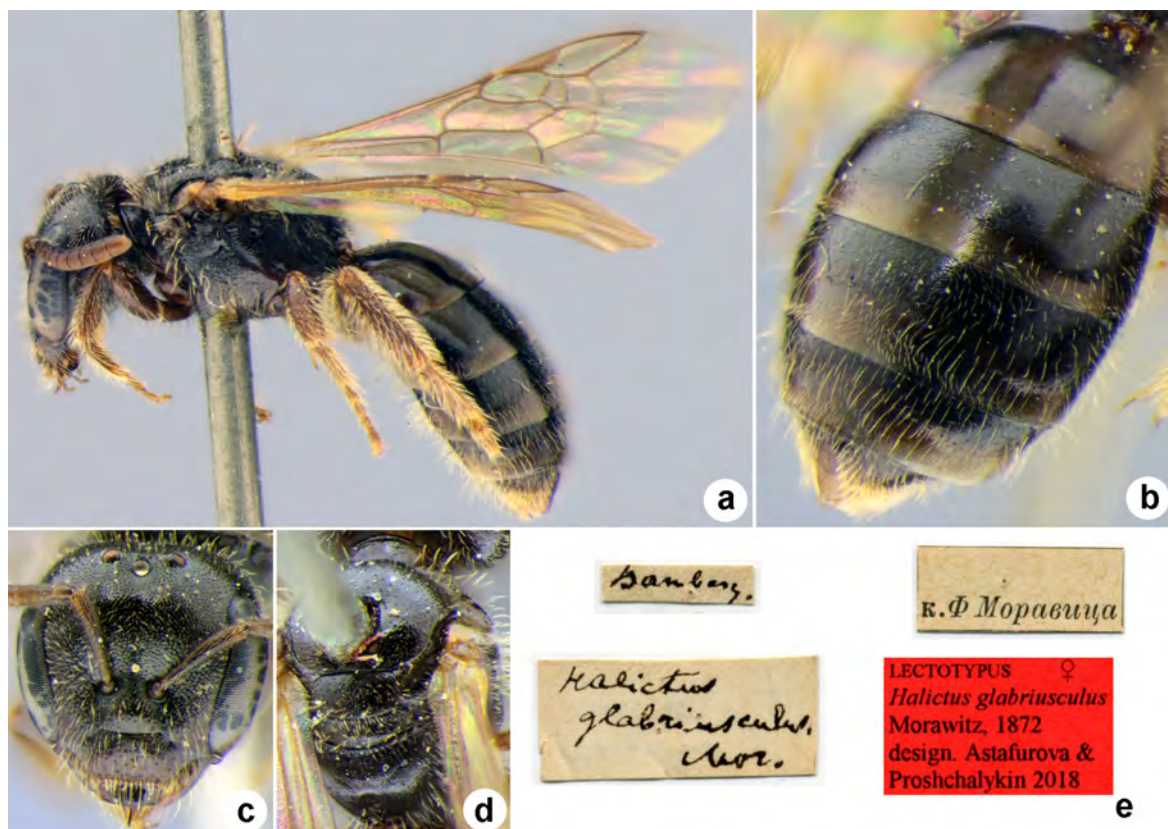 a
b
c
d
Bamberg.
к.Ф Моравица
Halictus
glabriusculus.
Mor.
LECTOTYPUS ♀
Halictus glabriusculus
Morawitz, 1872
design. Astafurova &
Proshchalykin 2018
e